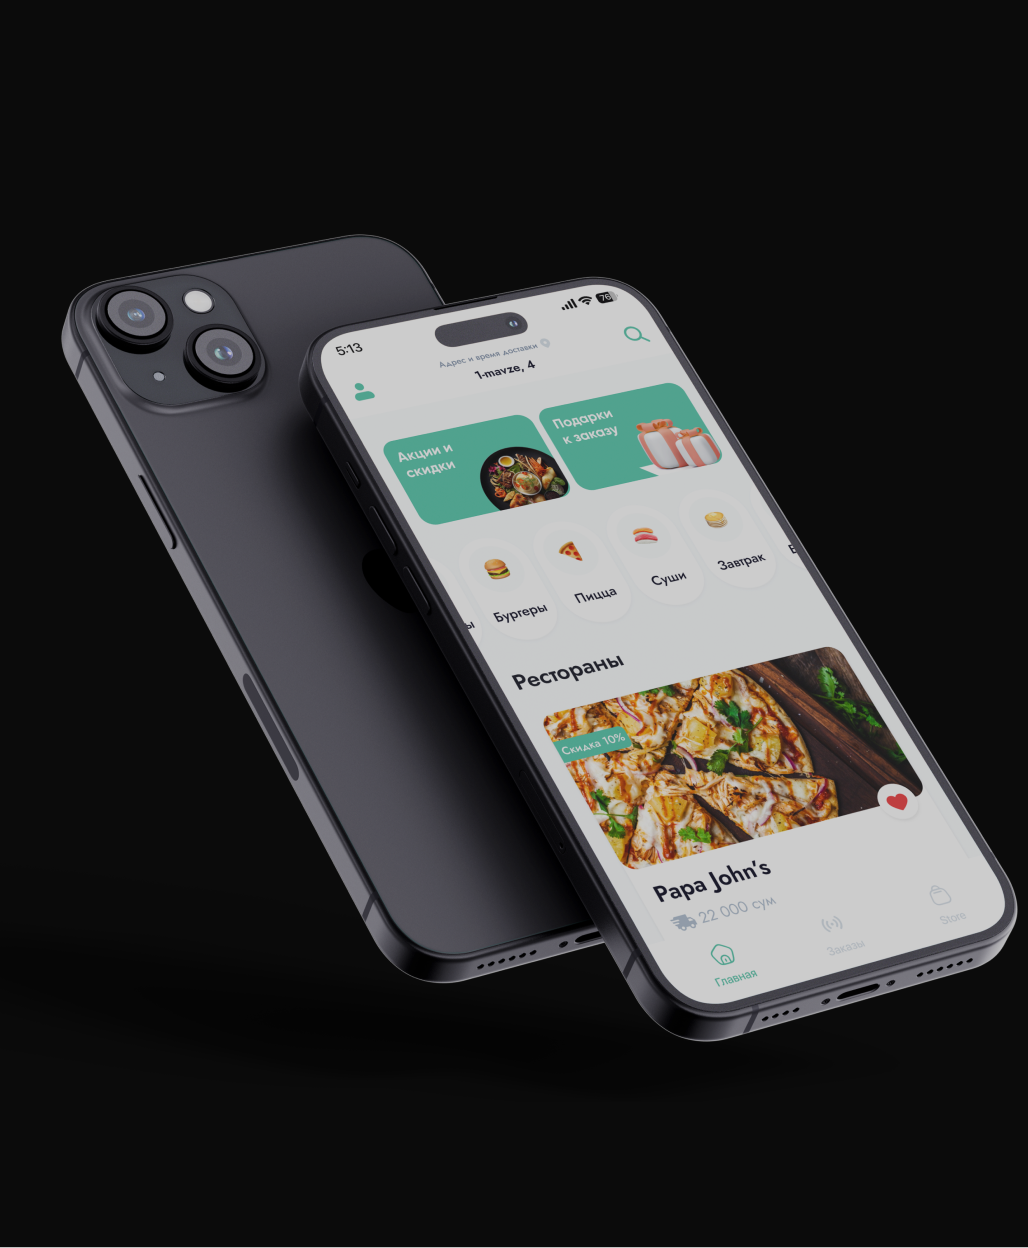 5:13
76
Адрес и время доставки
1-mavze, 4
Акции и
скидки
Подарки
к заказу
Бургеры
Пицца
Суши
Завтрак
Рестораны
Скидка 10%
Papa John's
22 000 сум
Главная
Заказы
Store